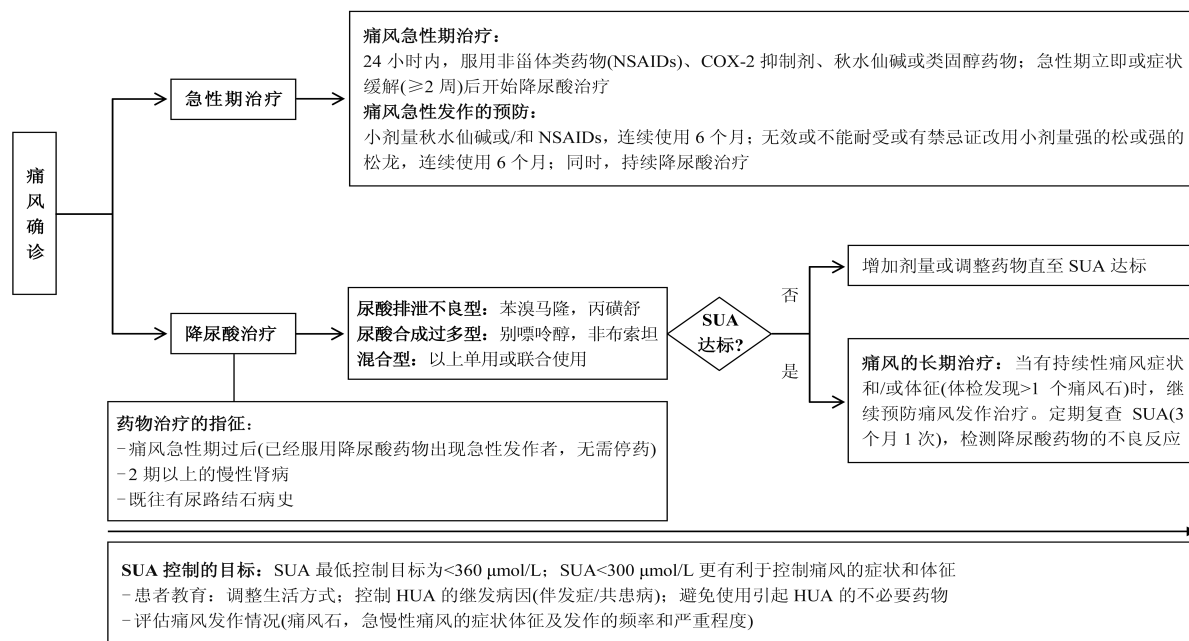 痛风确诊
急性期治疗
痛风急性期治疗：
24 小时内，服用非甾体类药物(NSAIDs)、COX-2 抑制剂、秋水仙碱或类固醇药物；急性期立即或症状
缓解(≥2 周)后开始降尿酸治疗
痛风急性发作的预防：
小剂量秋水仙碱或/和 NSAIDs，连续使用 6 个月；无效或不能耐受或有禁忌证改用小剂量强的松或强的
松龙，连续使用 6 个月；同时，持续降尿酸治疗
降尿酸治疗
尿酸排泄不良型：苯溴马隆，丙磺舒
尿酸合成过多型：别嘌呤醇，非布索坦
混合型：以上单用或联合使用
SUA
达标?
否
增加剂量或调整药物直至 SUA 达标
是
痛风的长期治疗：当有持续性痛风症状
和/或体征(体检发现>1 个痛风石)时，继
续预防痛风发作治疗。定期复查 SUA(3
个月 1 次)，检测降尿酸药物的不良反应
药物治疗的指征：
-痛风急性期过后(已经服用降尿酸药物出现急性发作者，无需停药)
-2 期以上的慢性肾病
-既往有尿路结石病史
SUA 控制的目标：SUA 最低控制目标为<360 μmol/L；SUA<300 μmol/L 更有利于控制痛风的症状和体征
-患者教育：调整生活方式；控制 HUA 的继发病因(伴发症/共患病)；避免使用引起 HUA 的不必要药物
-评估痛风发作情况(痛风石，急慢性痛风的症状体征及发作的频率和严重程度)